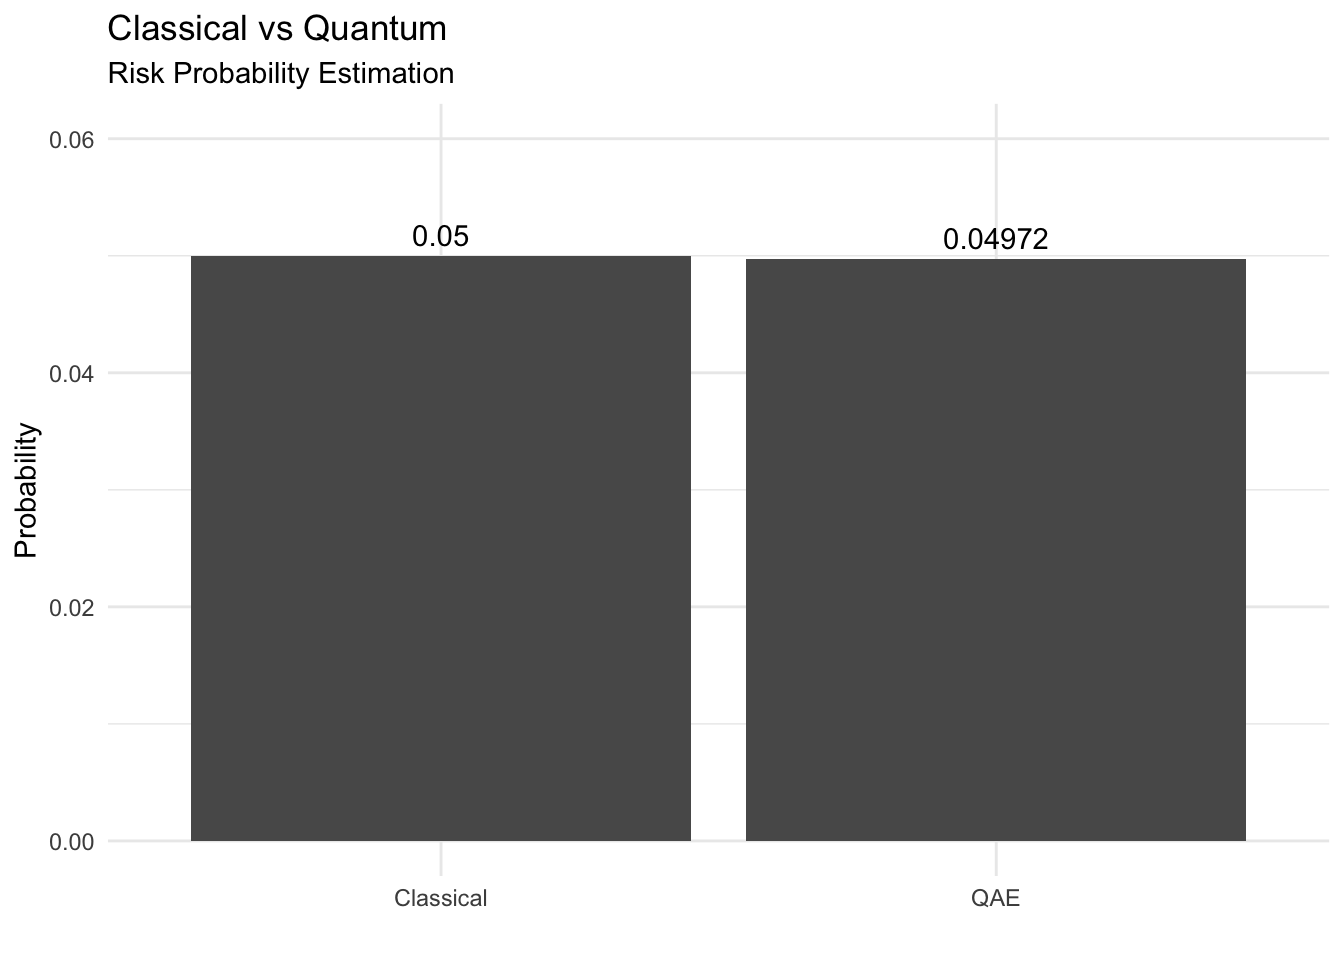 Classical vs Quantum
Risk Probability Estimation
0.06
0.05
0.04972
0.04
Probability
0.02
0.00
Classical
QAE